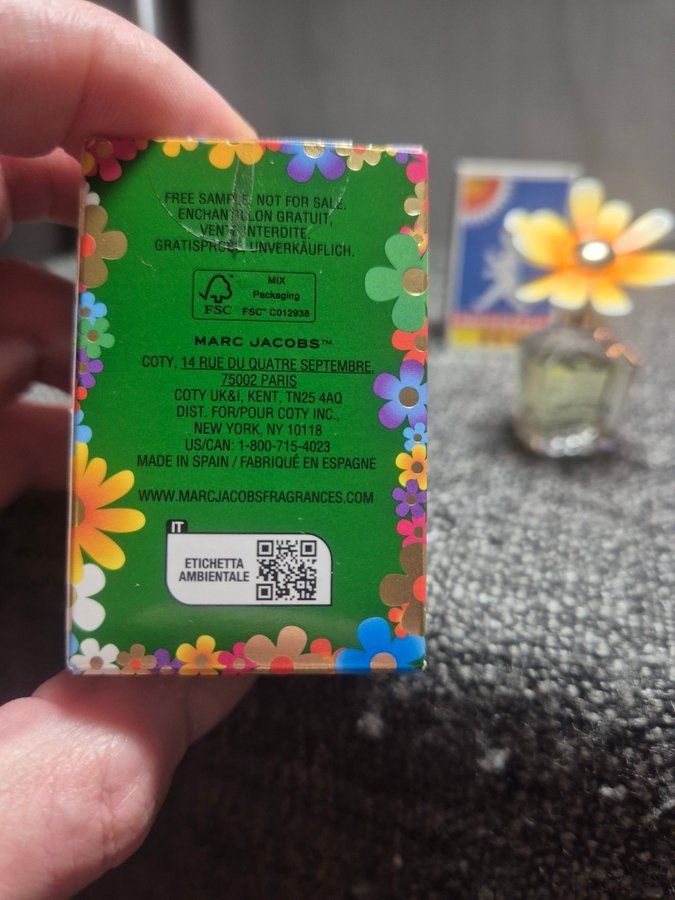 FREE SAMPLE, NOT FOR SALE.
ENCHANTILLON GRATUIT,
VENTE INTERDITE.
GRATISPROBE, UNVERKÄUFLICH.
FSC
MIX
Packaging
FSC™ C012938
MARC JACOBS™
COTY, 14 RUE DU QUATRE SEPTEMBRE,
75002 PARIS
COTY UK&I, KENT, TN25 4AQ
DIST. FOR/POUR COTY INC.,
NEW YORK, NY 10118
US/CAN: 1-800-715-4023
MADE IN SPAIN / FABRIQUÉ EN ESPAGNE
WWW.MARCJACOBSFRAGRANCES.COM
IT
ETICHETTA
AMBIENTALE